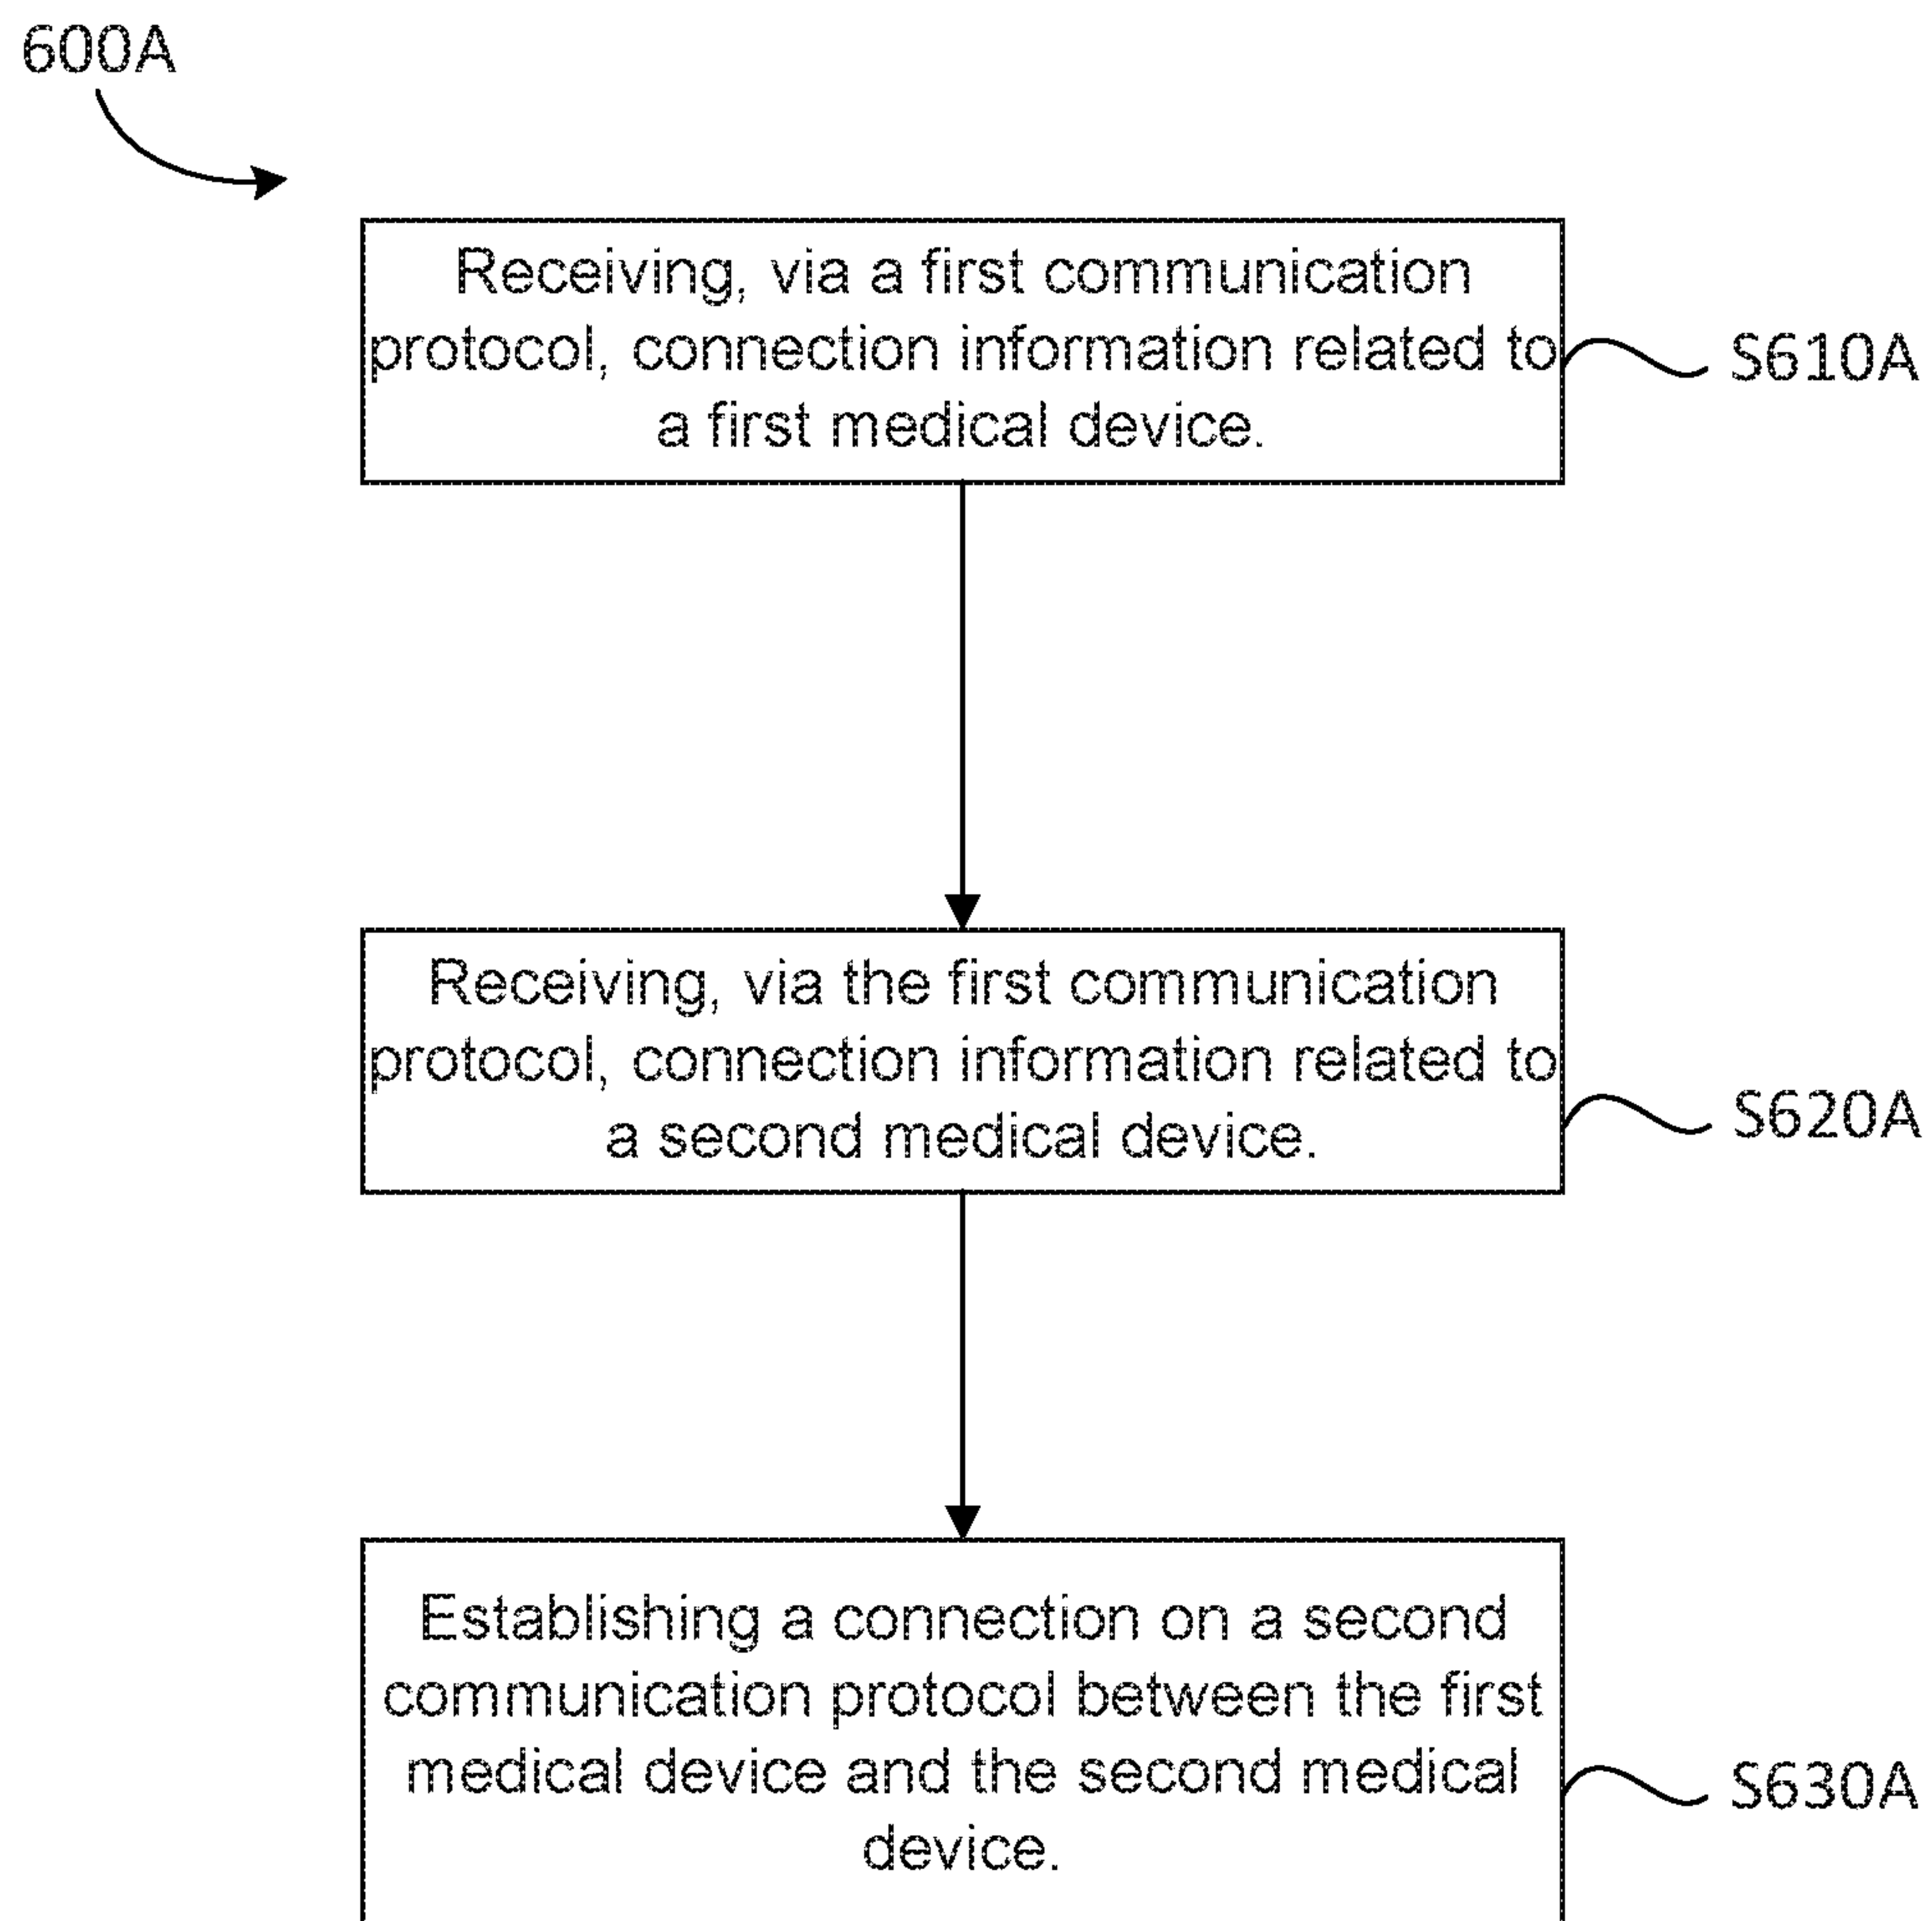 600A
Receiving, via a first communication
protocol, connection information related to
a first medical device.
S610A
Receiving, via the first communication
protocol, connection information related to
a second medical device.
S620A
Establishing a connection on a second
communication protocol between the first
medical device and the second medical
device.
S630A